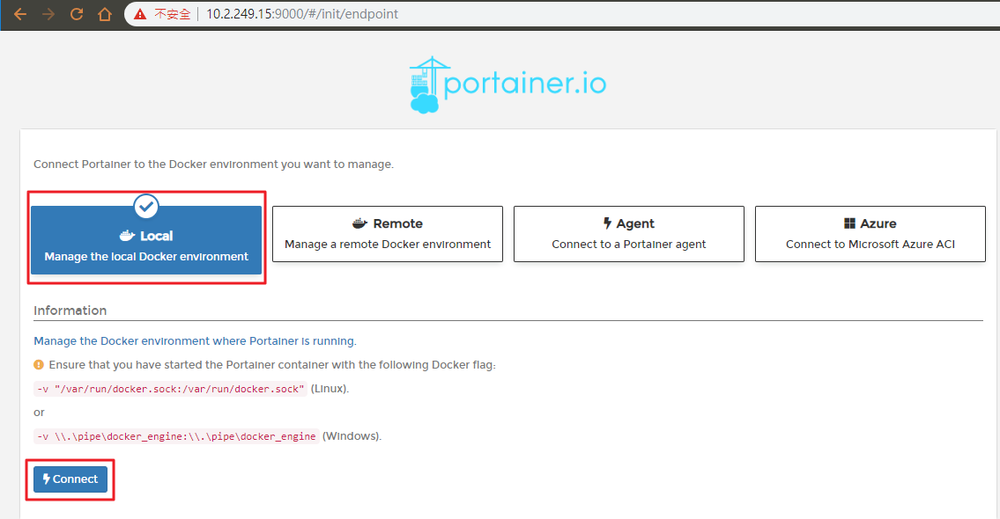 不安全 10.2.249.15:9000/#/init/endpoint
portainer.io
Connect Portainer to the Docker environment you want to manage.
Local
Manage the local Docker environment
Remote
Manage a remote Docker environment
Agent
Connect to a Portainer agent
Azure
Connect to Microsoft Azure ACI
Information
Manage the Docker environment where Portainer is running.
Ensure that you have started the Portainer container with the following Docker flag:
-v "/var/run/docker.sock:/var/run/docker.sock" (Linux).
or
-v \\.\pipe\docker_engine:\\.\pipe\docker_engine (Windows).
Connect